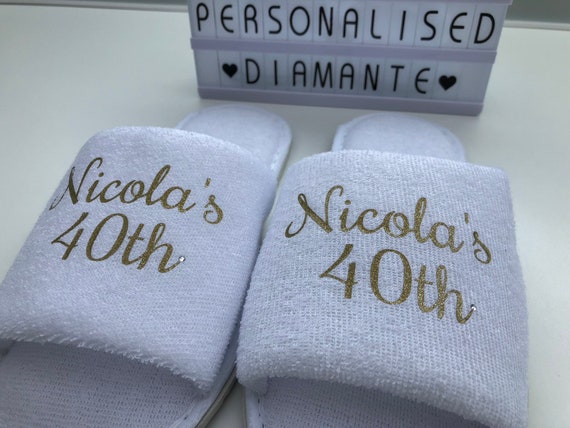 PERSONALISED
♥DIAMANTE♥
Nicola's
40th
Nicola's
40th